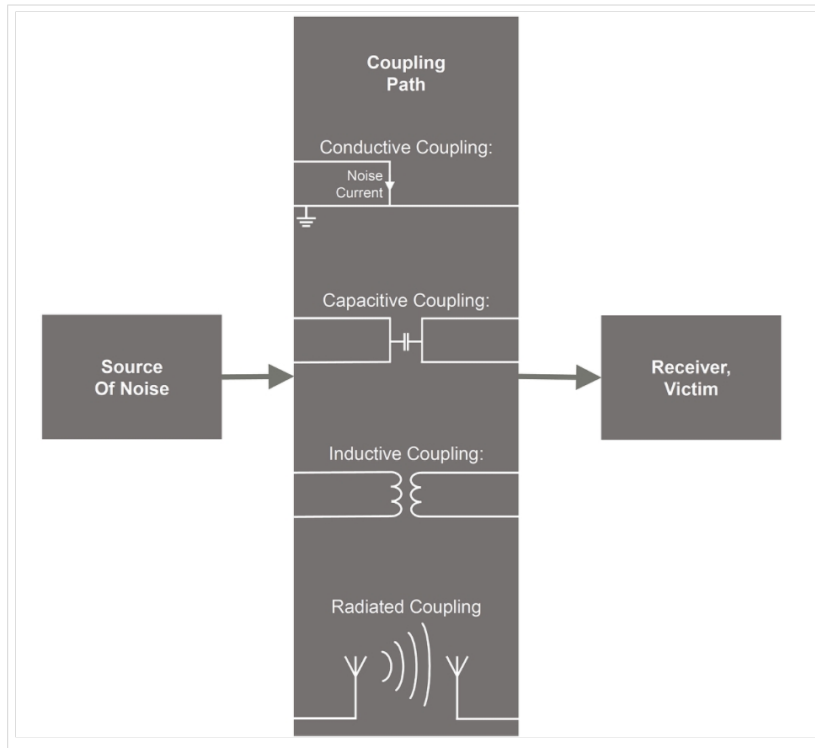 Coupling
Path
Conductive Coupling:
Noise
Current
Capacitive Coupling:
Source
Of Noise
Receiver,
Victim
Inductive Coupling:
Radiated Coupling